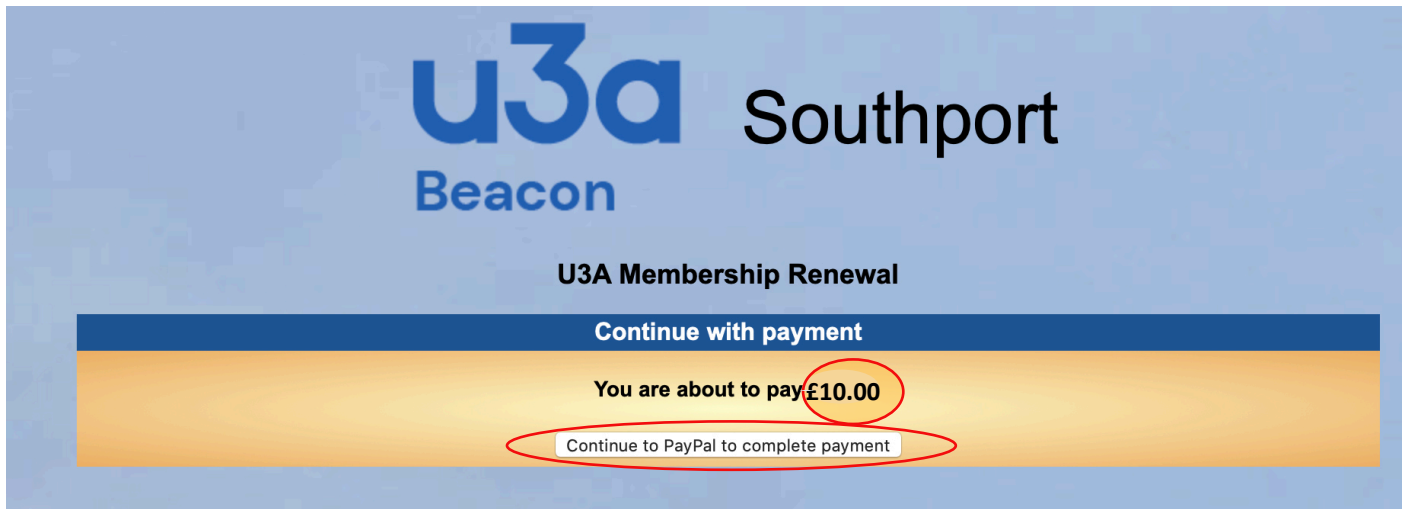 u3a Southport
Beacon
U3A Membership Renewal
Continue with payment
You are about to pay £10.00
Continue to PayPal to complete payment